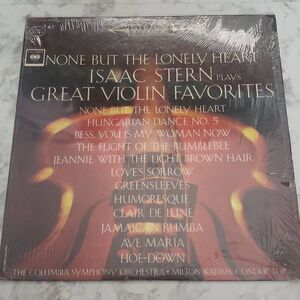 NONE BUT THE LONELY HEART
ISAAC STERN PLAYS
GREAT VIOLIN FAVORITES
NONE BUT THE LONELY HEART
HUNGARIAN DANCE NO. 5
BESS, YOU IS MY WOMAN NOW
THE FLIGHT OF THE BUMBLEBEE
JEANNIE WITH THE LIGHT BROWN HAIR
LOVE'S SORROW
GREENSLEEVES
HUMORESQUE
CLAIR DE LUNE
JAMAICAN RUMBA
AVE MARIA
HOE-DOWN
THE COLUMBIA SYMPHONY ORCHESTRA • MILTON KATIMS, CONDUCTOR